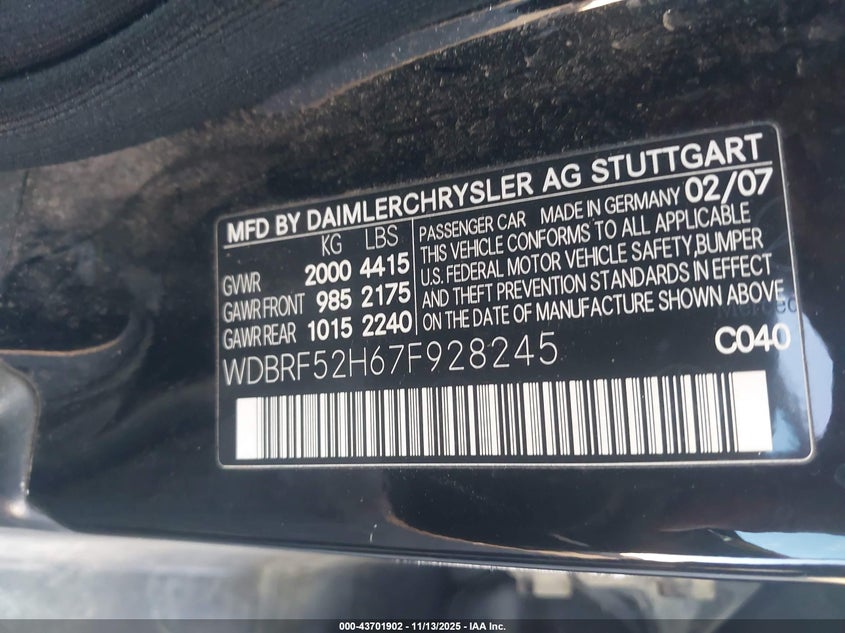 MFD BY DAIMLERCHRYSLER AG STUTTGART
KG LBS
GVWR 2000 4415
GAWR FRONT 985 2175
GAWR REAR 1015 2240
PASSENGER CAR MADE IN GERMANY 02/07
THIS VEHICLE CONFORMS TO ALL APPLICABLE
U.S. FEDERAL MOTOR VEHICLE SAFETY, BUMPER
AND THEFT PREVENTION STANDARDS IN EFFECT
ON THE DATE OF MANUFACTURE SHOWN ABOVE
WDBRF52H67F928245
C040
000-43701902 - 11/13/2025 - IAA Inc.